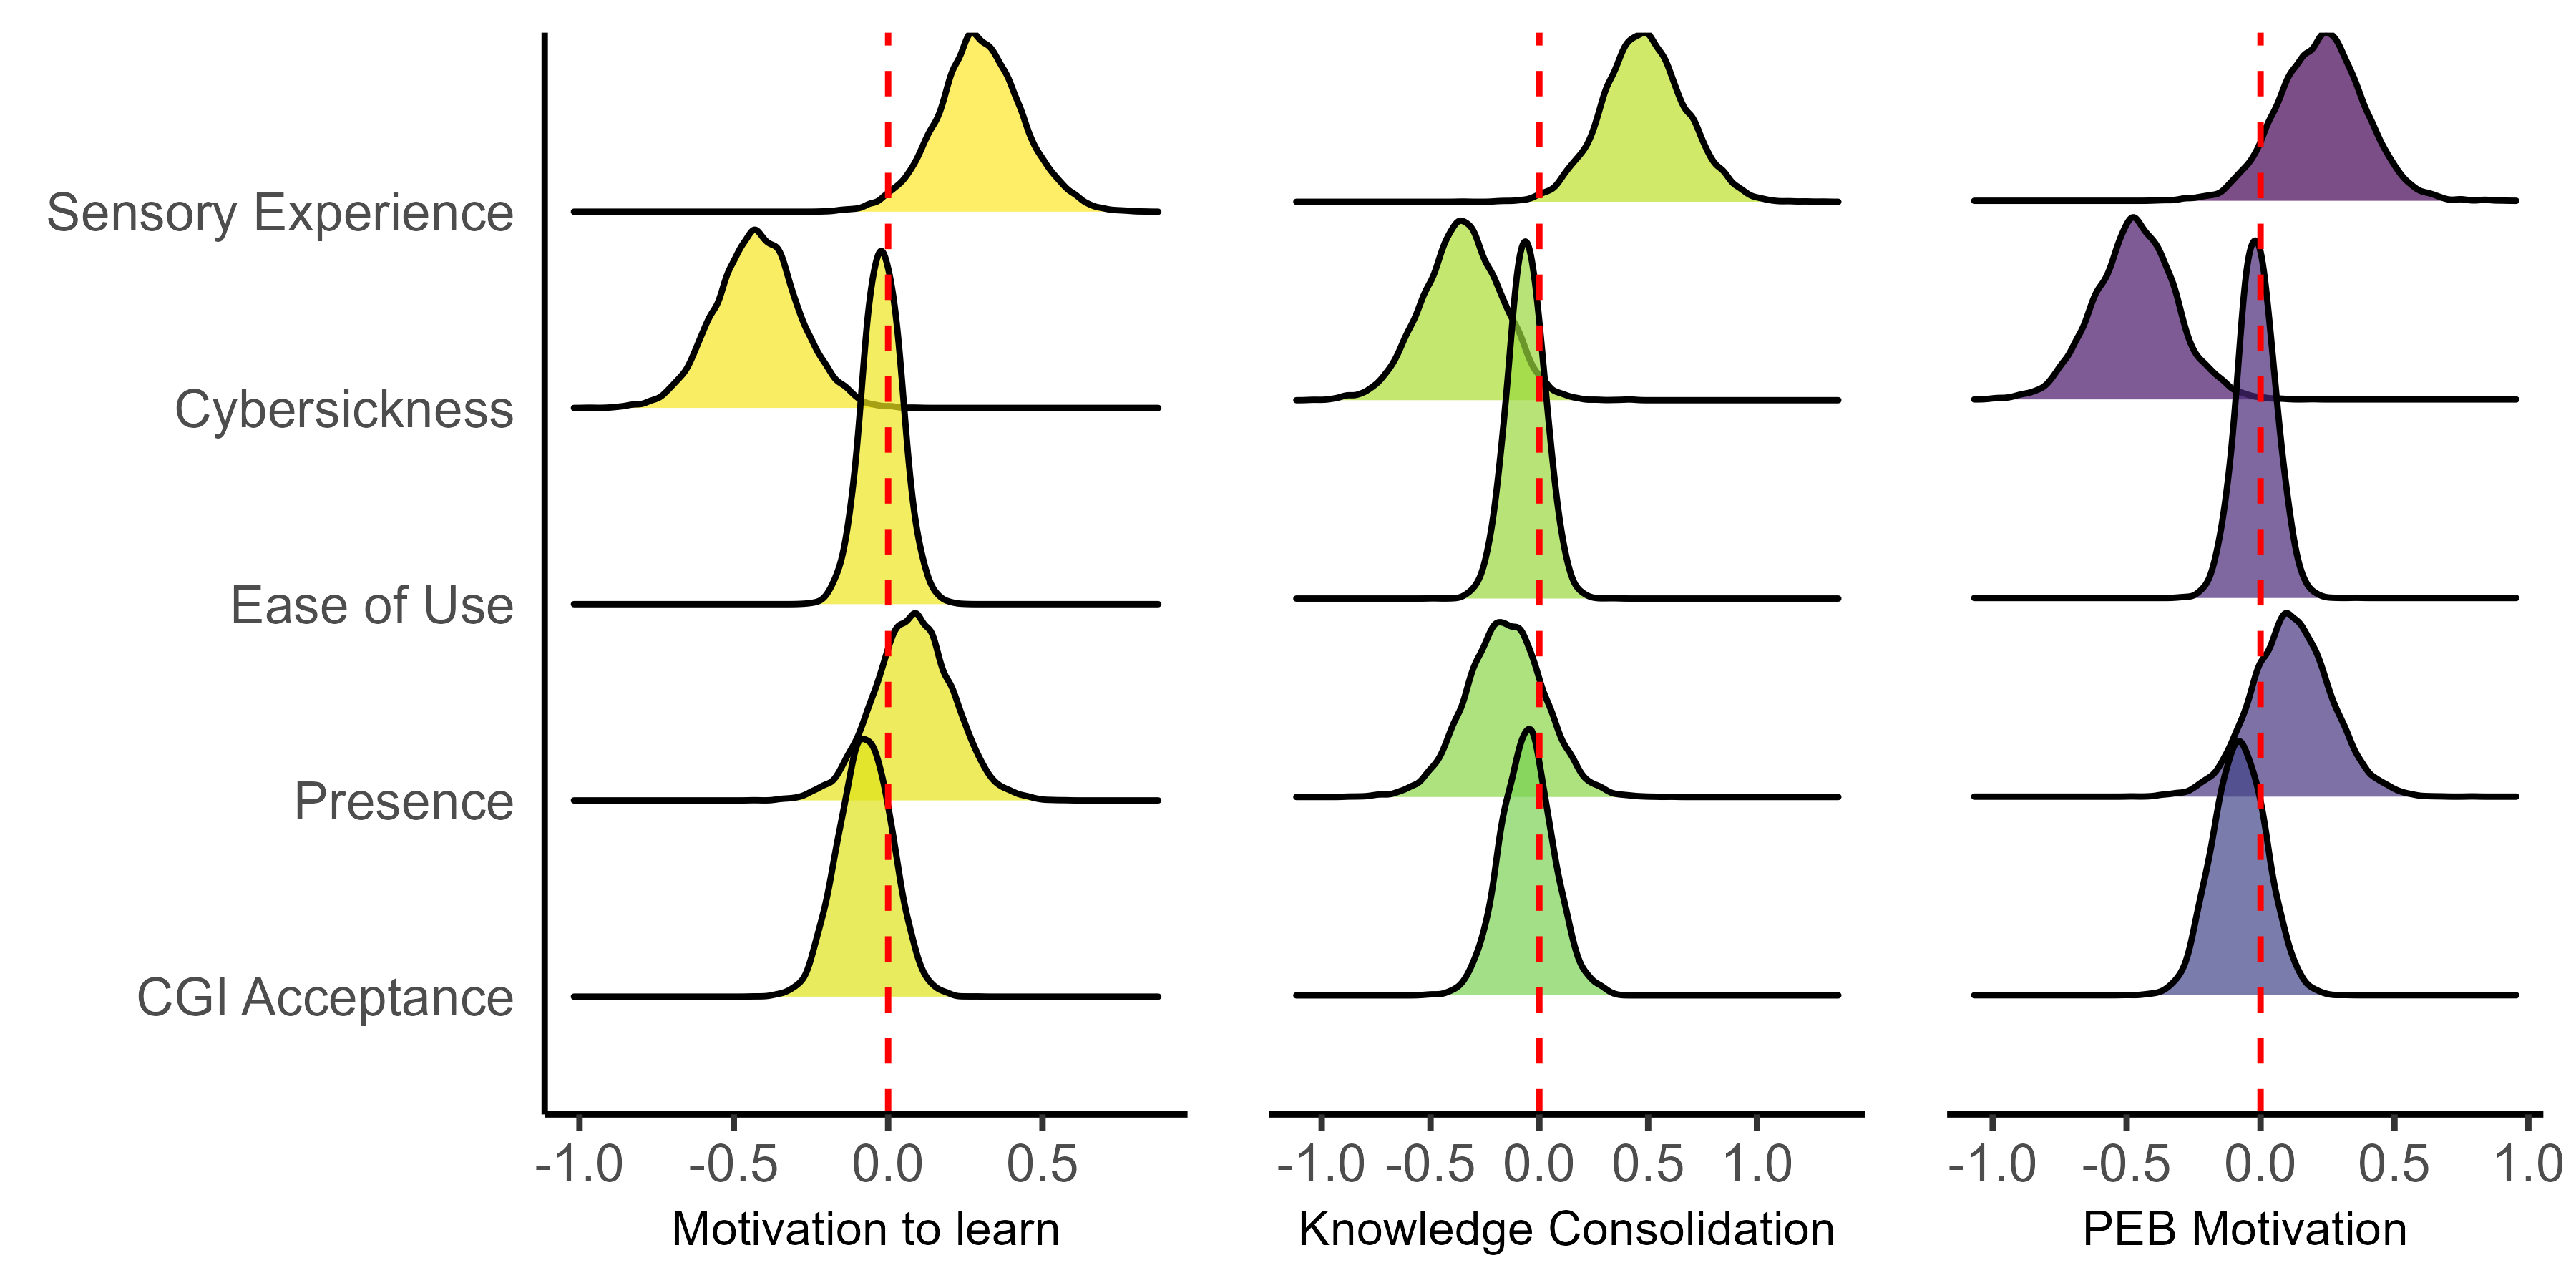 Sensory Experience
Cybersickness
Ease of Use
Presence
CGI Acceptance
-1.0 -0.5 0.0 0.5
-1.0 -0.5 0.0 0.5 1.0
-1.0 -0.5 0.0 0.5 1.0
Motivation to learn
Knowledge Consolidation
PEB Motivation